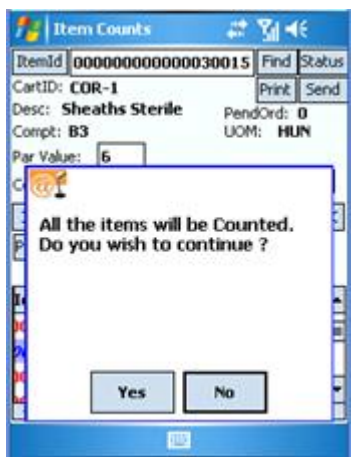 Item Counts
ItemId 000000000000030015 Find Status
CartID: COR-1 Print Send
Desc: Sheaths Sterile PendOrd: 0
Compt: B3 UOM: HUN
Par Value: 6
All the items will be Counted.
Do you wish to continue ?
Yes No